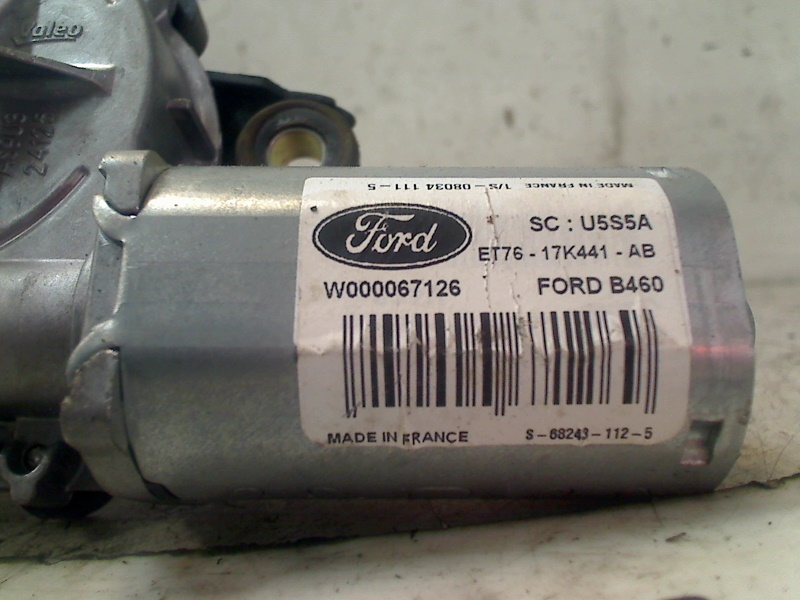 Valeo
MADE IN FRANCE 1/S - 08034 111 - 5
Ford
SC : U5S5A
ET76 - 17K441 - AB
W000067126
FORD B460
MADE IN FRANCE
S-68243-112-5